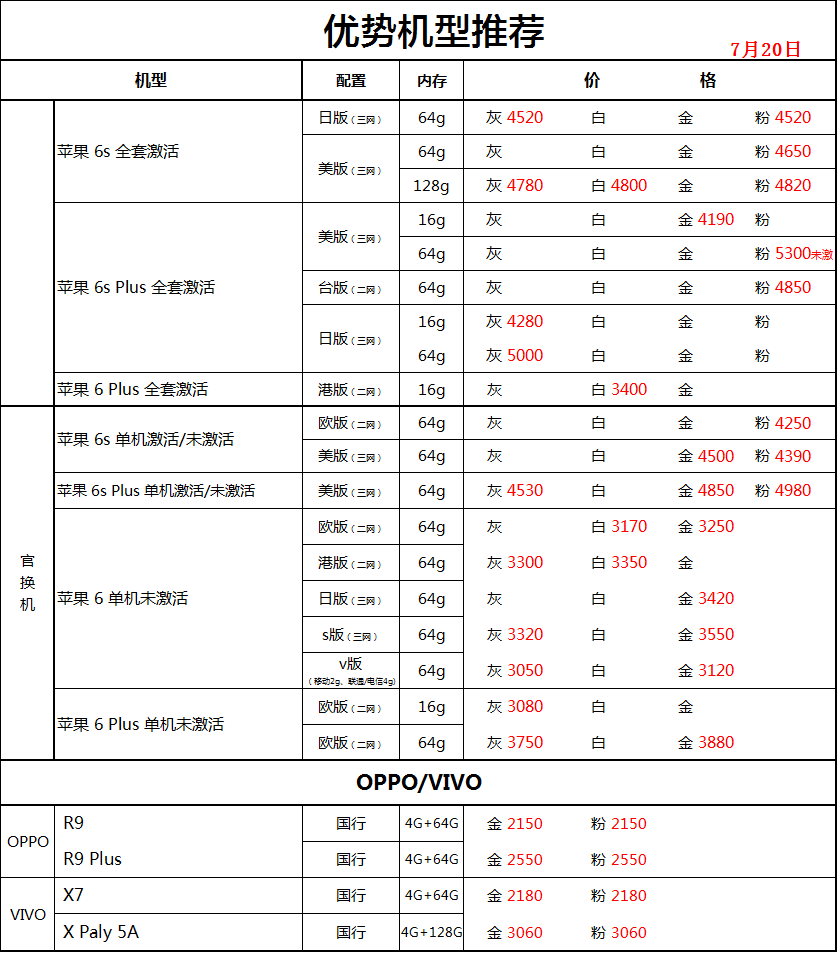 优势机型推荐
7月20日
机型 配置 内存 价 格
苹果 6s 全套激活 日版（三网） 64g 灰 4520 白 金 粉 4520
美版（三网） 64g 灰 白 金 粉 4650
128g 灰 4780 白 4800 金 粉 4820
苹果 6s Plus 全套激活 美版（三网） 16g 灰 白 金 4190 粉
64g 灰 白 金 粉 5300未激
台版（二网） 64g 灰 白 金 粉 4850
日版（三网） 16g 灰 4280 白 金 粉
64g 灰 5000 白 金 粉
苹果 6 Plus 全套激活 港版（二网） 16g 灰 白 3400 金
官换机
苹果 6s 单机激活/未激活 欧版（二网） 64g 灰 白 金 粉 4250
美版（三网） 64g 灰 白 金 4500 粉 4390
苹果 6s Plus 单机激活/未激活 美版（三网） 64g 灰 4530 白 金 4850 粉 4980
苹果 6 单机未激活 欧版（二网） 64g 灰 白 3170 金 3250
港版（二网） 64g 灰 3300 白 3350 金
日版（三网） 64g 灰 白 金 3420
s版（三网） 64g 灰 3320 白 金 3550
v版（移动2g、联通/电信4g) 64g 灰 3050 白 金 3120
苹果 6 Plus 单机未激活 欧版（二网） 16g 灰 3080 白 金
欧版（二网） 64g 灰 3750 白 金 3880
OPPO/VIVO
OPPO R9 国行 4G+64G 金 2150 粉 2150
R9 Plus 国行 4G+64G 金 2550 粉 2550
VIVO X7 国行 4G+64G 金 2180 粉 2180
X Paly 5A 国行 4G+128G 金 3060 粉 3060